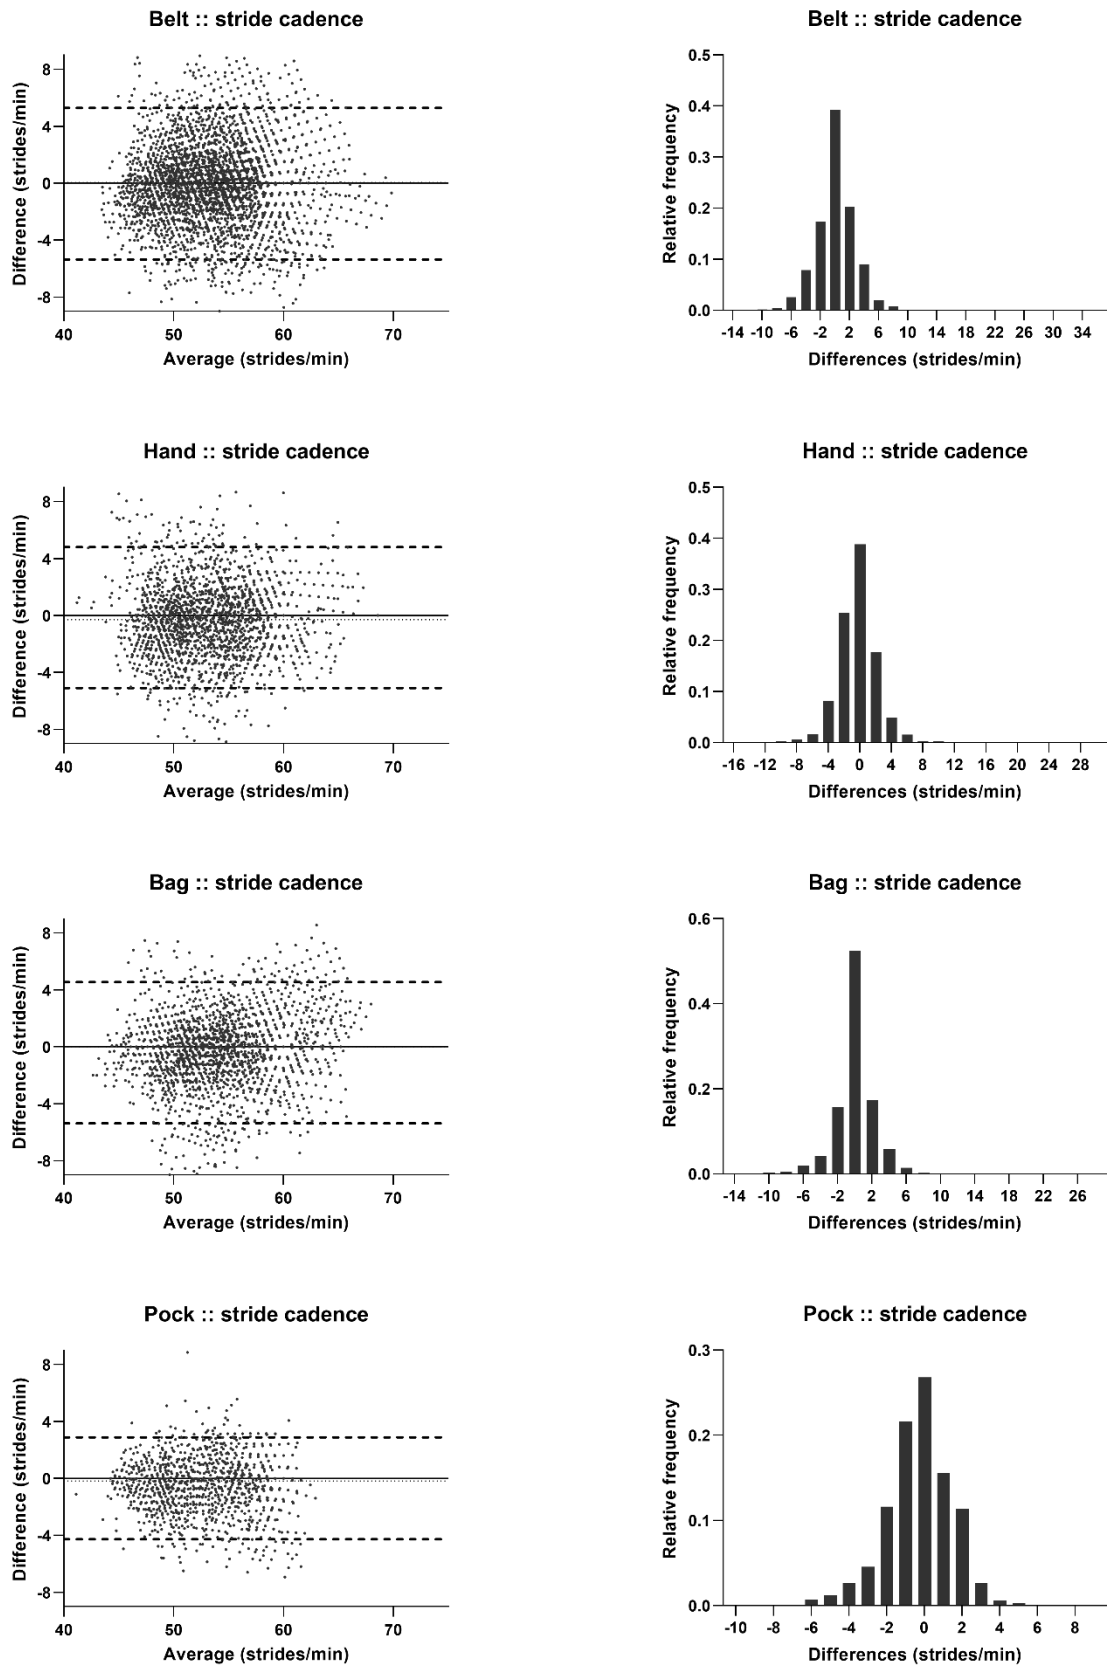 Belt :: stride cadence
Difference (strides/min)
8
4
0
-4
-8
40 50 60 70
Average (strides/min)
Belt :: stride cadence
Relative frequency
0.5
0.4
0.3
0.2
0.1
0.0
-14 -10 -6 -2 2 6 10 14 18 22 26 30 34
Differences (strides/min)
Hand :: stride cadence
Difference (strides/min)
8
4
0
-4
-8
40 50 60 70
Average (strides/min)
Hand :: stride cadence
Relative frequency
0.5
0.4
0.3
0.2
0.1
0.0
-16 -12 -8 -4 0 4 8 12 16 20 24 28
Differences (strides/min)
Bag :: stride cadence
Difference (strides/min)
8
4
0
-4
-8
40 50 60 70
Average (strides/min)
Bag :: stride cadence
Relative frequency
0.6
0.4
0.2
0.0
-14 -10 -6 -2 2 6 10 14 18 22 26
Differences (strides/min)
Pock :: stride cadence
Difference (strides/min)
8
4
0
-4
-8
40 50 60 70
Average (strides/min)
Pock :: stride cadence
Relative frequency
0.3
0.2
0.1
0.0
-10 -8 -6 -4 -2 0 2 4 6 8
Differences (strides/min)